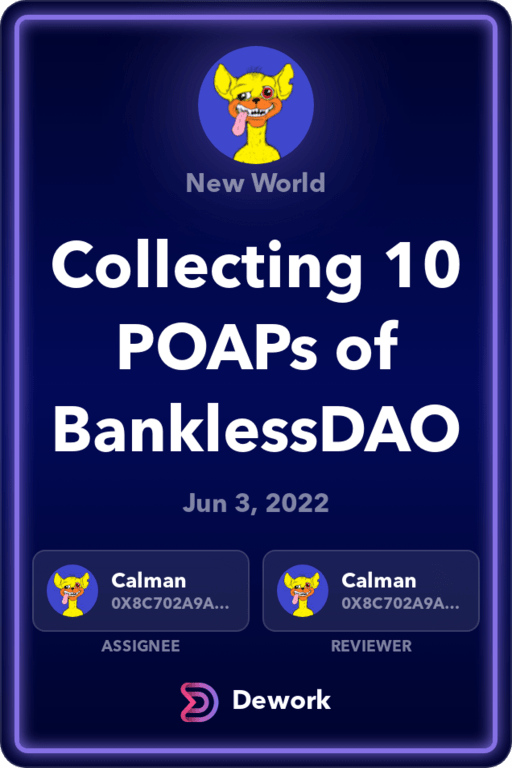 New World
Collecting 10
POAPs of
BanklessDAO
Jun 3, 2022
Calman
0X8C702A9A...
ASSIGNEE
Calman
0X8C702A9A...
REVIEWER
Dework